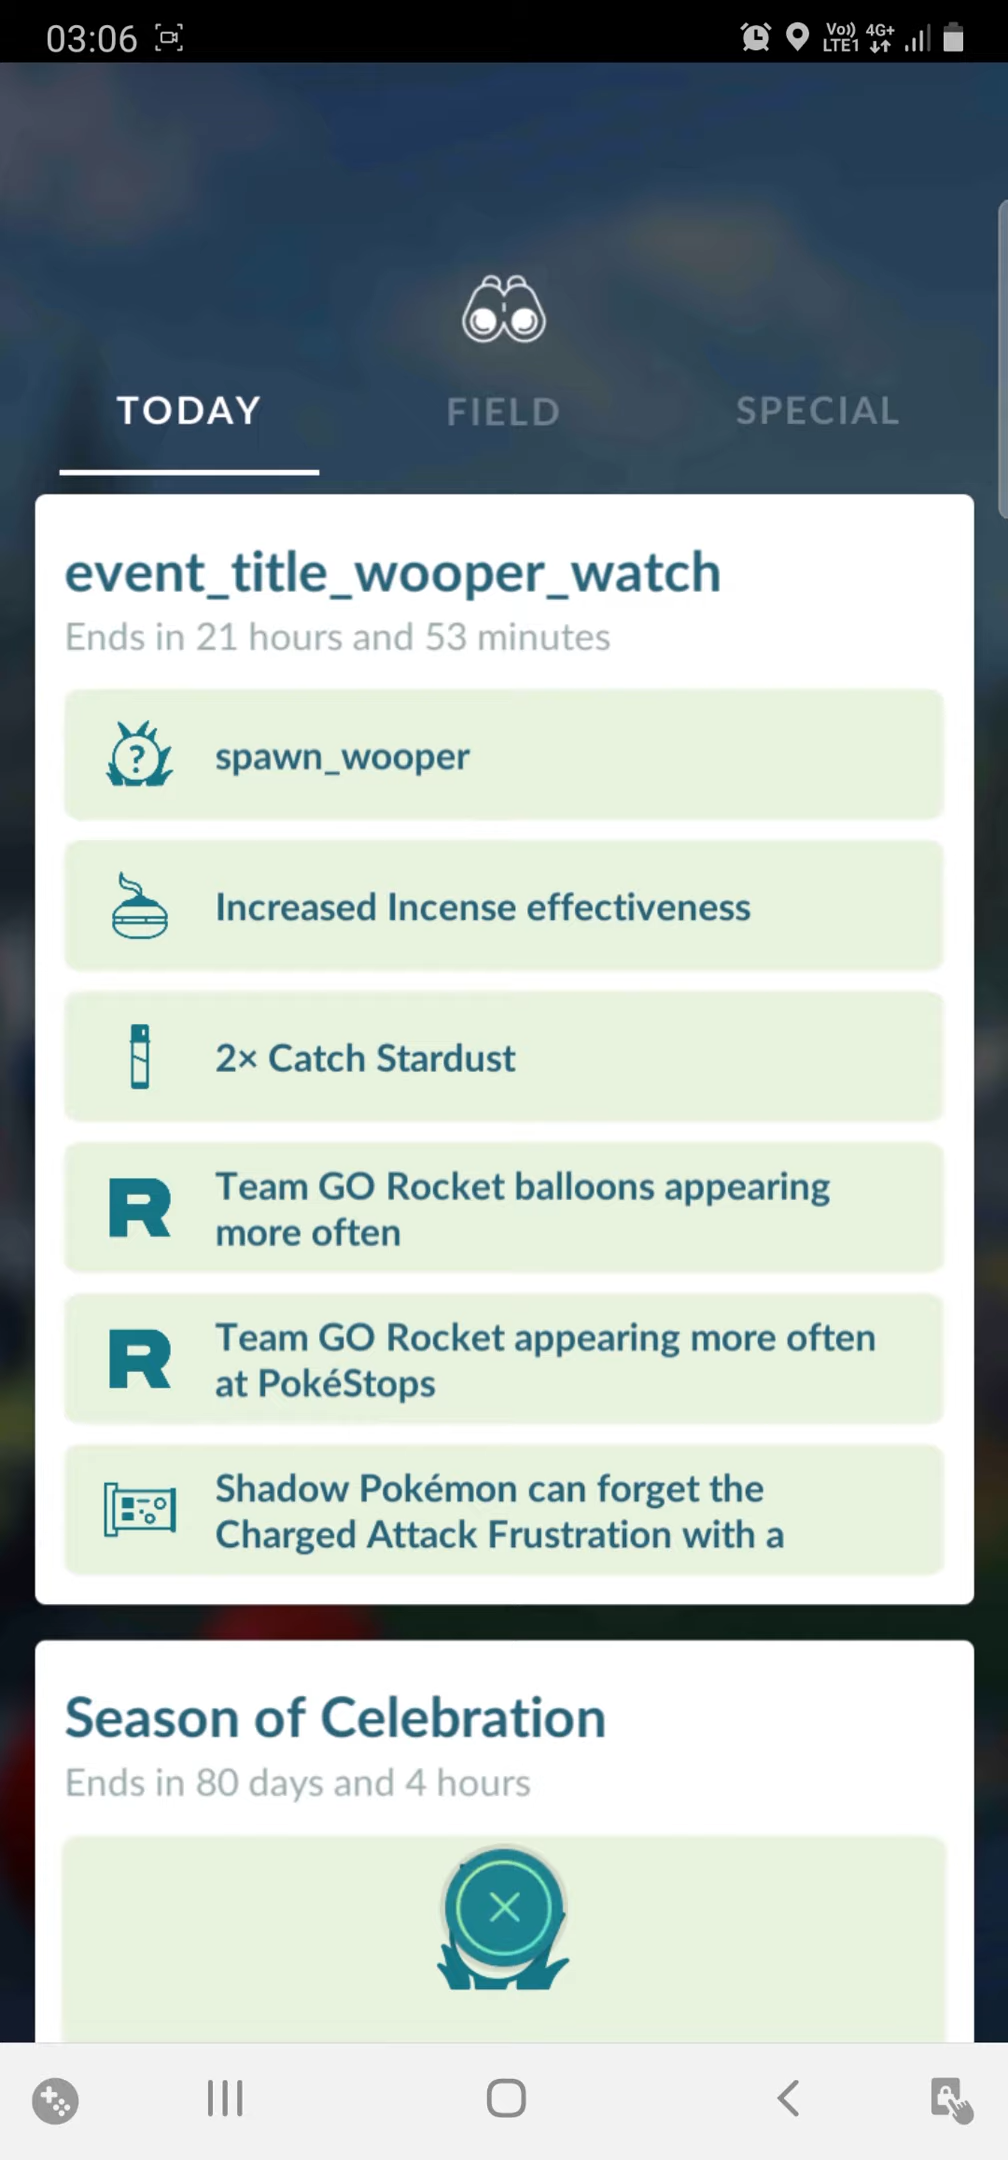 03:06
Vo)) 4G+
LTE1
TODAY
FIELD
SPECIAL
event_title_wooper_watch
Ends in 21 hours and 53 minutes
?
spawn_wooper
Increased Incense effectiveness
2× Catch Stardust
R
Team GO Rocket balloons appearing
more often
R
Team GO Rocket appearing more often
at PokéStops
Shadow Pokémon can forget the
Charged Attack Frustration with a
Season of Celebration
Ends in 80 days and 4 hours